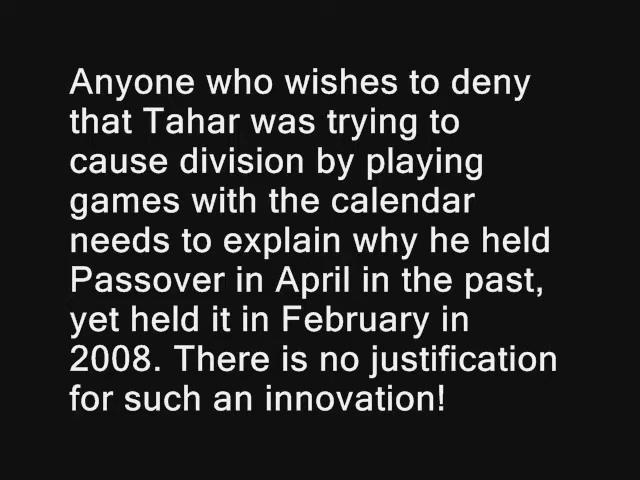 Anyone who wishes to deny
that Tahar was trying to
cause division by playing
games with the calendar
needs to explain why he held
Passover in April in the past,
yet held it in February in
2008. There is no justification
for such an innovation!